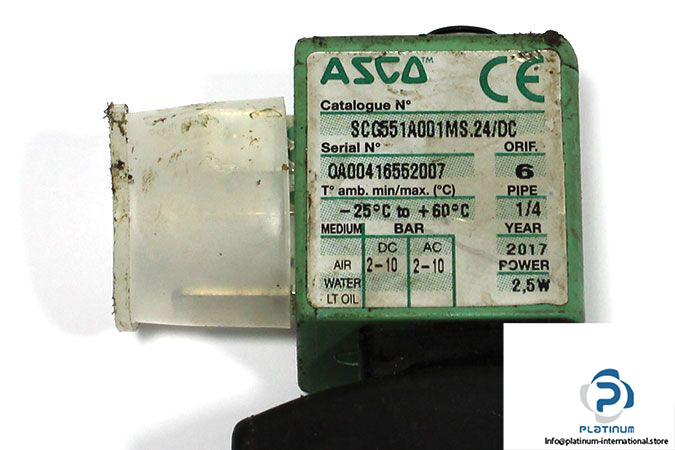 ASCO™ CE
Catalogue N°
SCG551A001MS.24/DC
Serial N° ORIF.
0A00416552007 6
T° amb. min/max. (°C) PIPE
-25°C to +60°C 1/4
MEDIUM BAR YEAR
DC AC 2017
AIR 2-10 2-10 POWER
WATER 2,5W
LT OIL
PLATINUM
Info@platinum-international.store